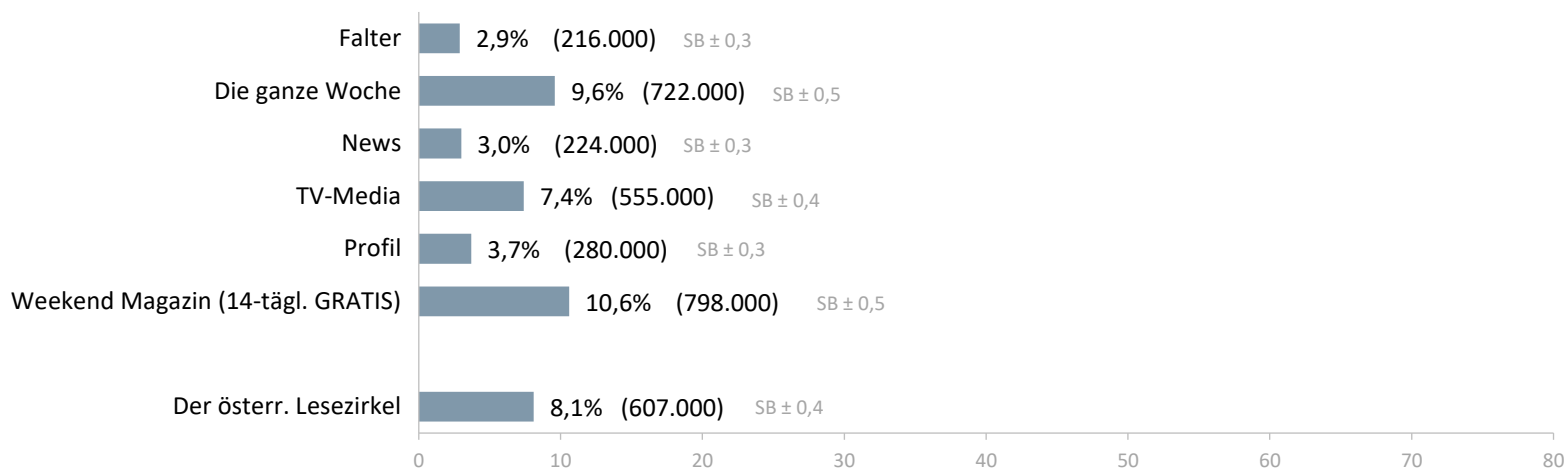 Falter 2,9% (216.000) SB ± 0,3
Die ganze Woche 9,6% (722.000) SB ± 0,5
News 3,0% (224.000) SB ± 0,3
TV-Media 7,4% (555.000) SB ± 0,4
Profil 3,7% (280.000) SB ± 0,3
Weekend Magazin (14-tägl. GRATIS) 10,6% (798.000) SB ± 0,5
Der österr. Lesezirkel 8,1% (607.000) SB ± 0,4
0 10 20 30 40 50 60 70 80